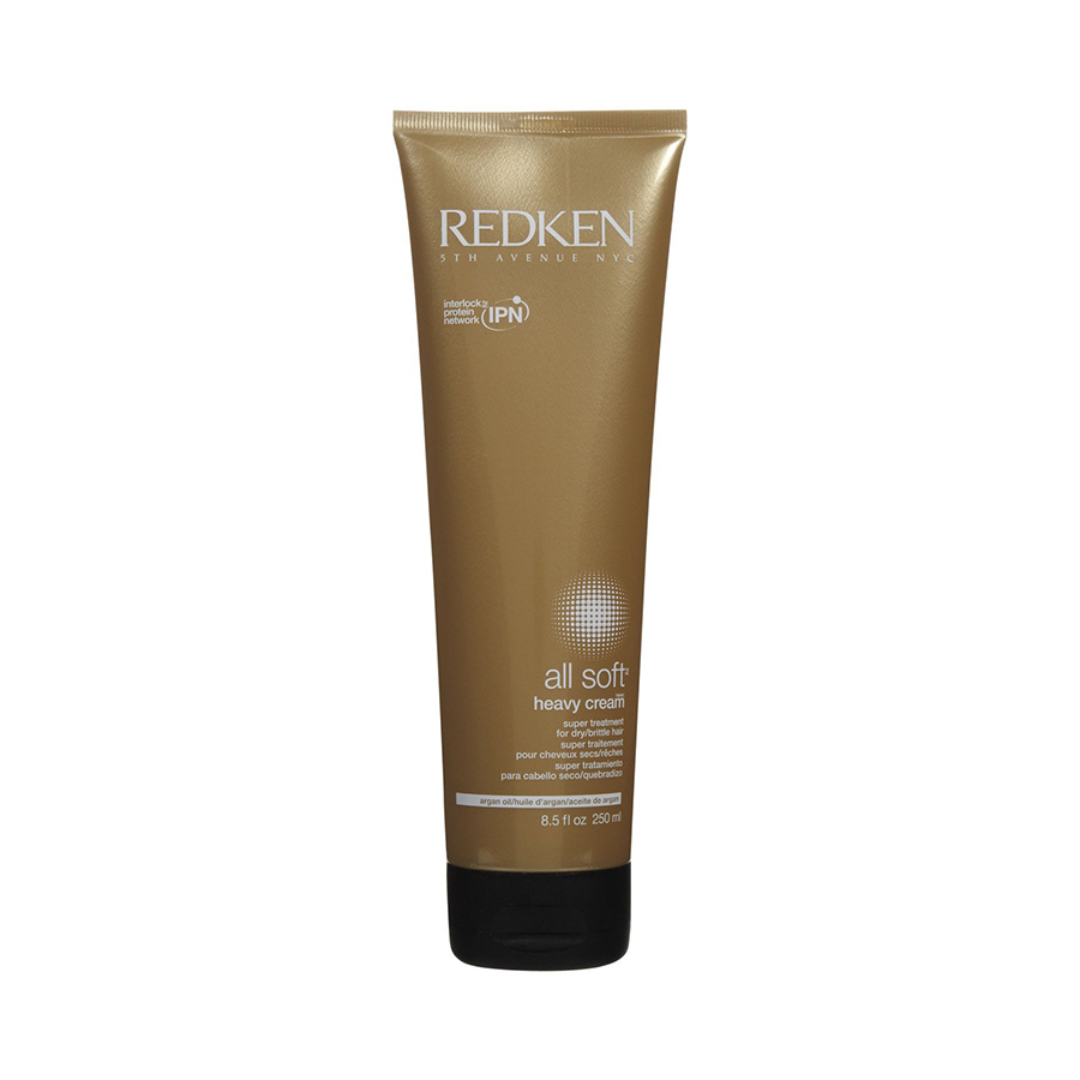 REDKEN
5TH AVENUE NYC
interlock
protein
network
IPN
all soft
heavy cream
super treatment
for dry/brittle hair
super traitement
pour cheveux secs/rêches
super tratamiento
para cabello seco/quebradizo
argan oil/huile d'argan/aceite de argan
8.5 fl oz 250 ml